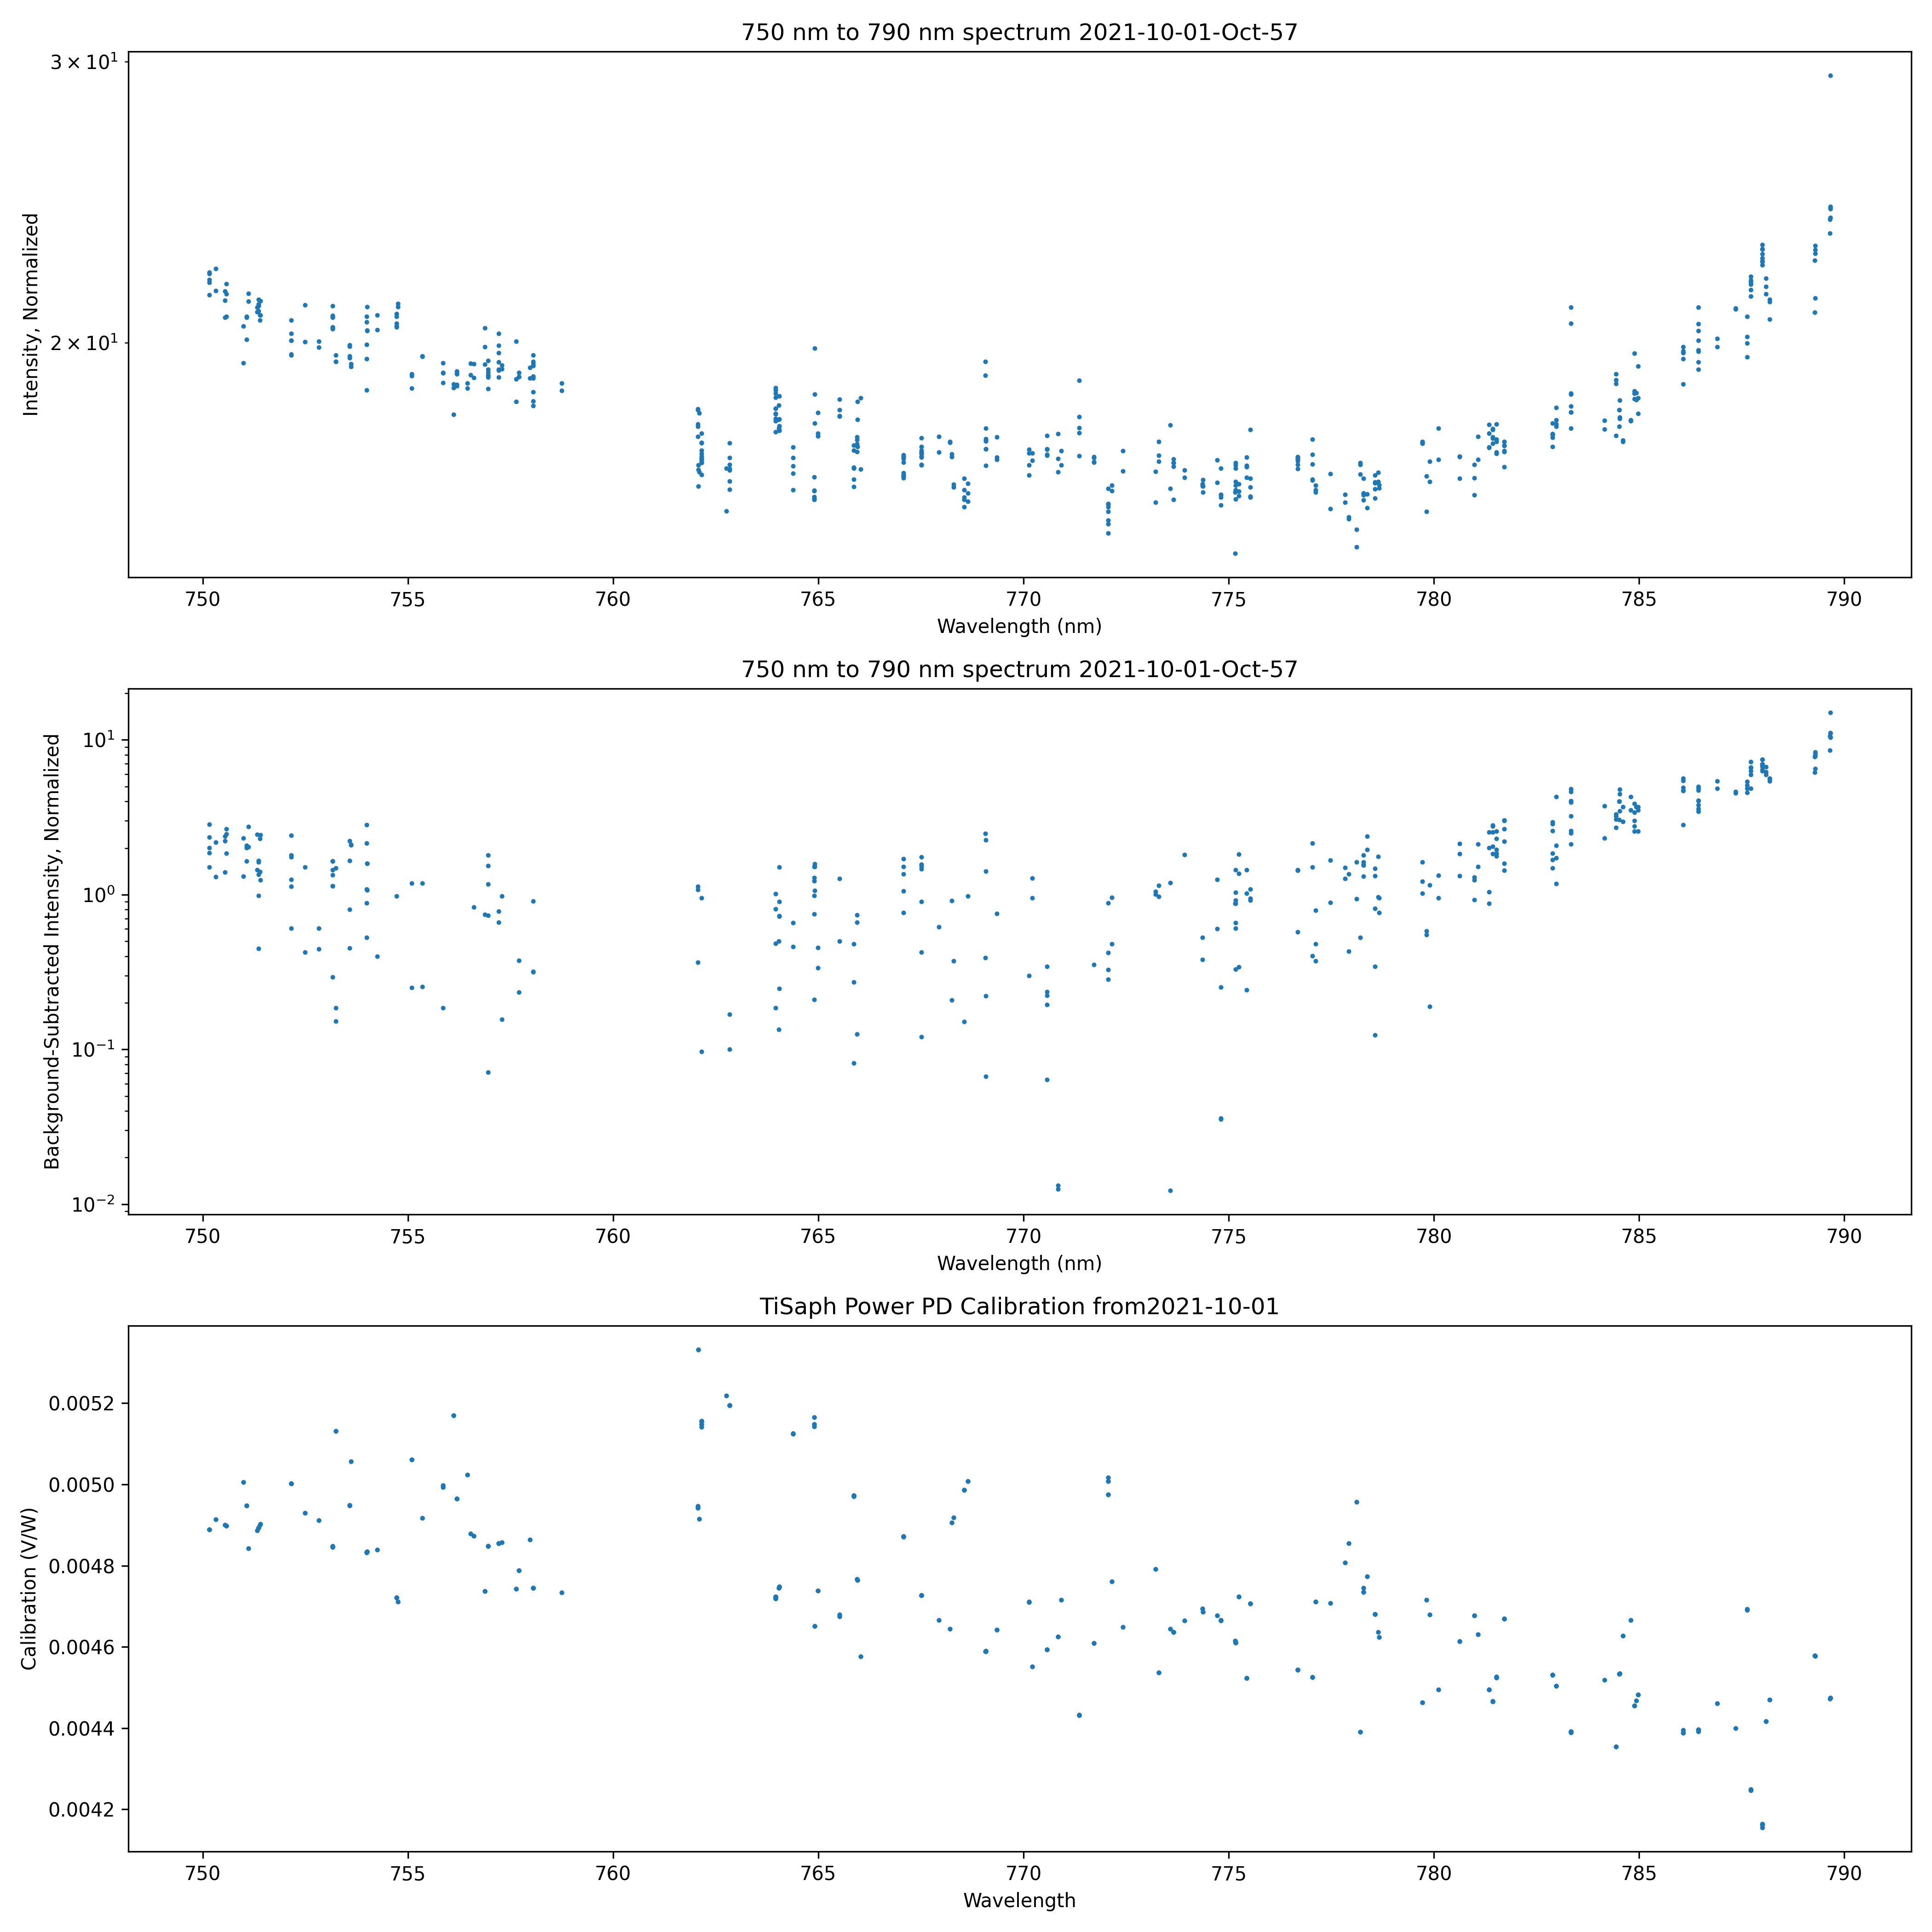 750 nm to 790 nm spectrum 2021-10-01-Oct-57
3 × 10¹
2 × 10¹
Intensity, Normalized
750 755 760 765 770 775 780 785 790
Wavelength (nm)
750 nm to 790 nm spectrum 2021-10-01-Oct-57
10¹
10⁰
10⁻¹
10⁻²
Background-Subtracted Intensity, Normalized
750 755 760 765 770 775 780 785 790
Wavelength (nm)
TiSaph Power PD Calibration from2021-10-01
0.0052
0.0050
0.0048
0.0046
0.0044
0.0042
Calibration (V/W)
750 755 760 765 770 775 780 785 790
Wavelength